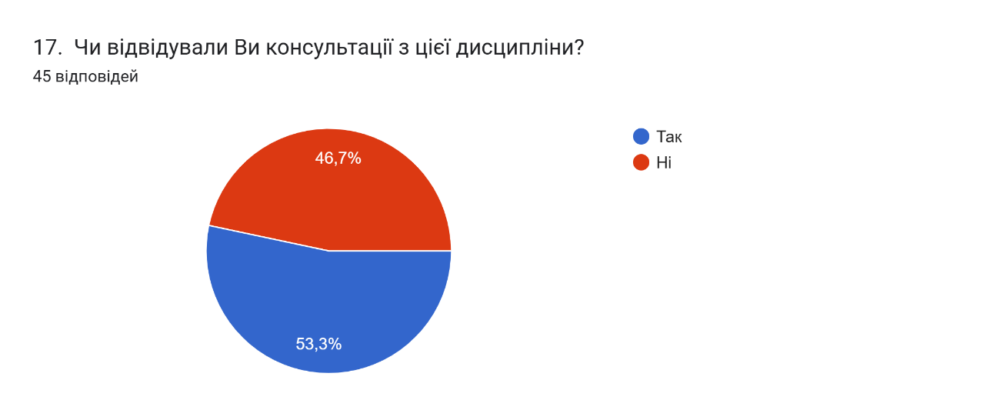 17.  Чи відвідували Ви консультації з цієї дисципліни?
45 відповідей
Так
Ні
46,7%
53,3%